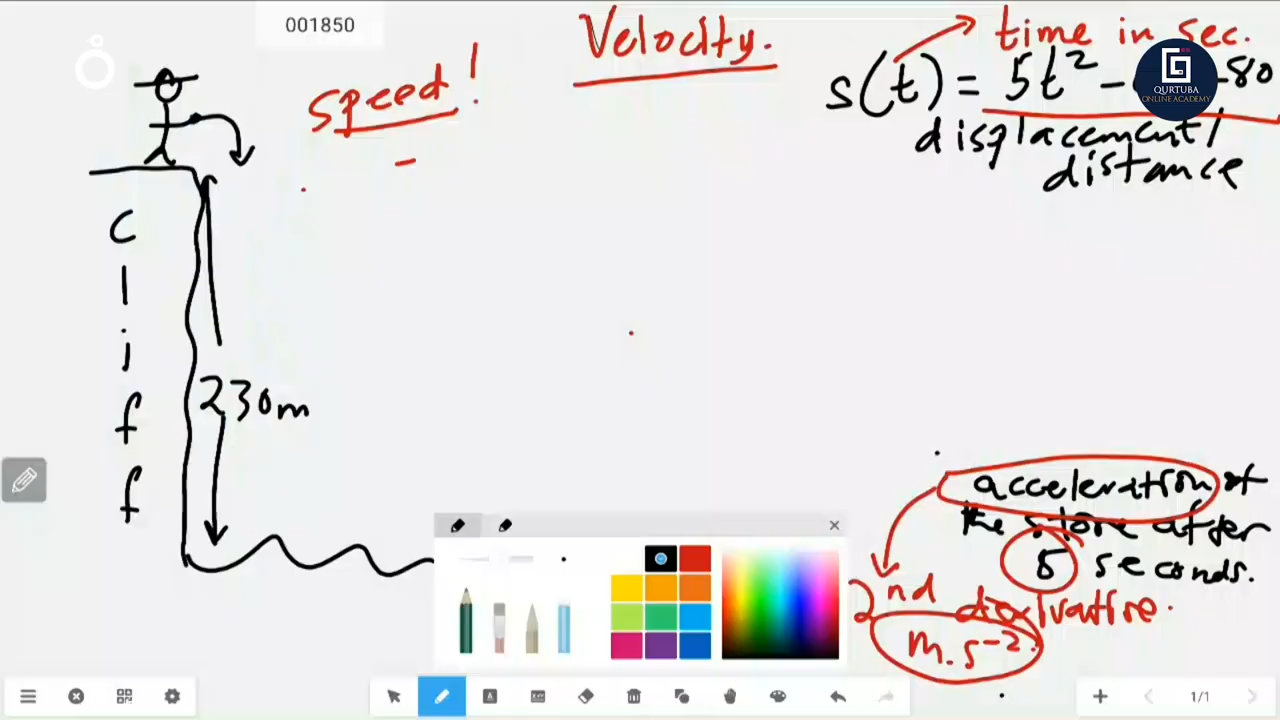 001850
Velocity.
speed!
time in sec.
s(t) = 5t² - -80
displacement/
distance
QURTUBA
ONLINE ACADEMY
C
l
i
f
f
230m
acceleration of
the stone after
5 seconds.
2nd derivative.
m.s⁻².
1/1